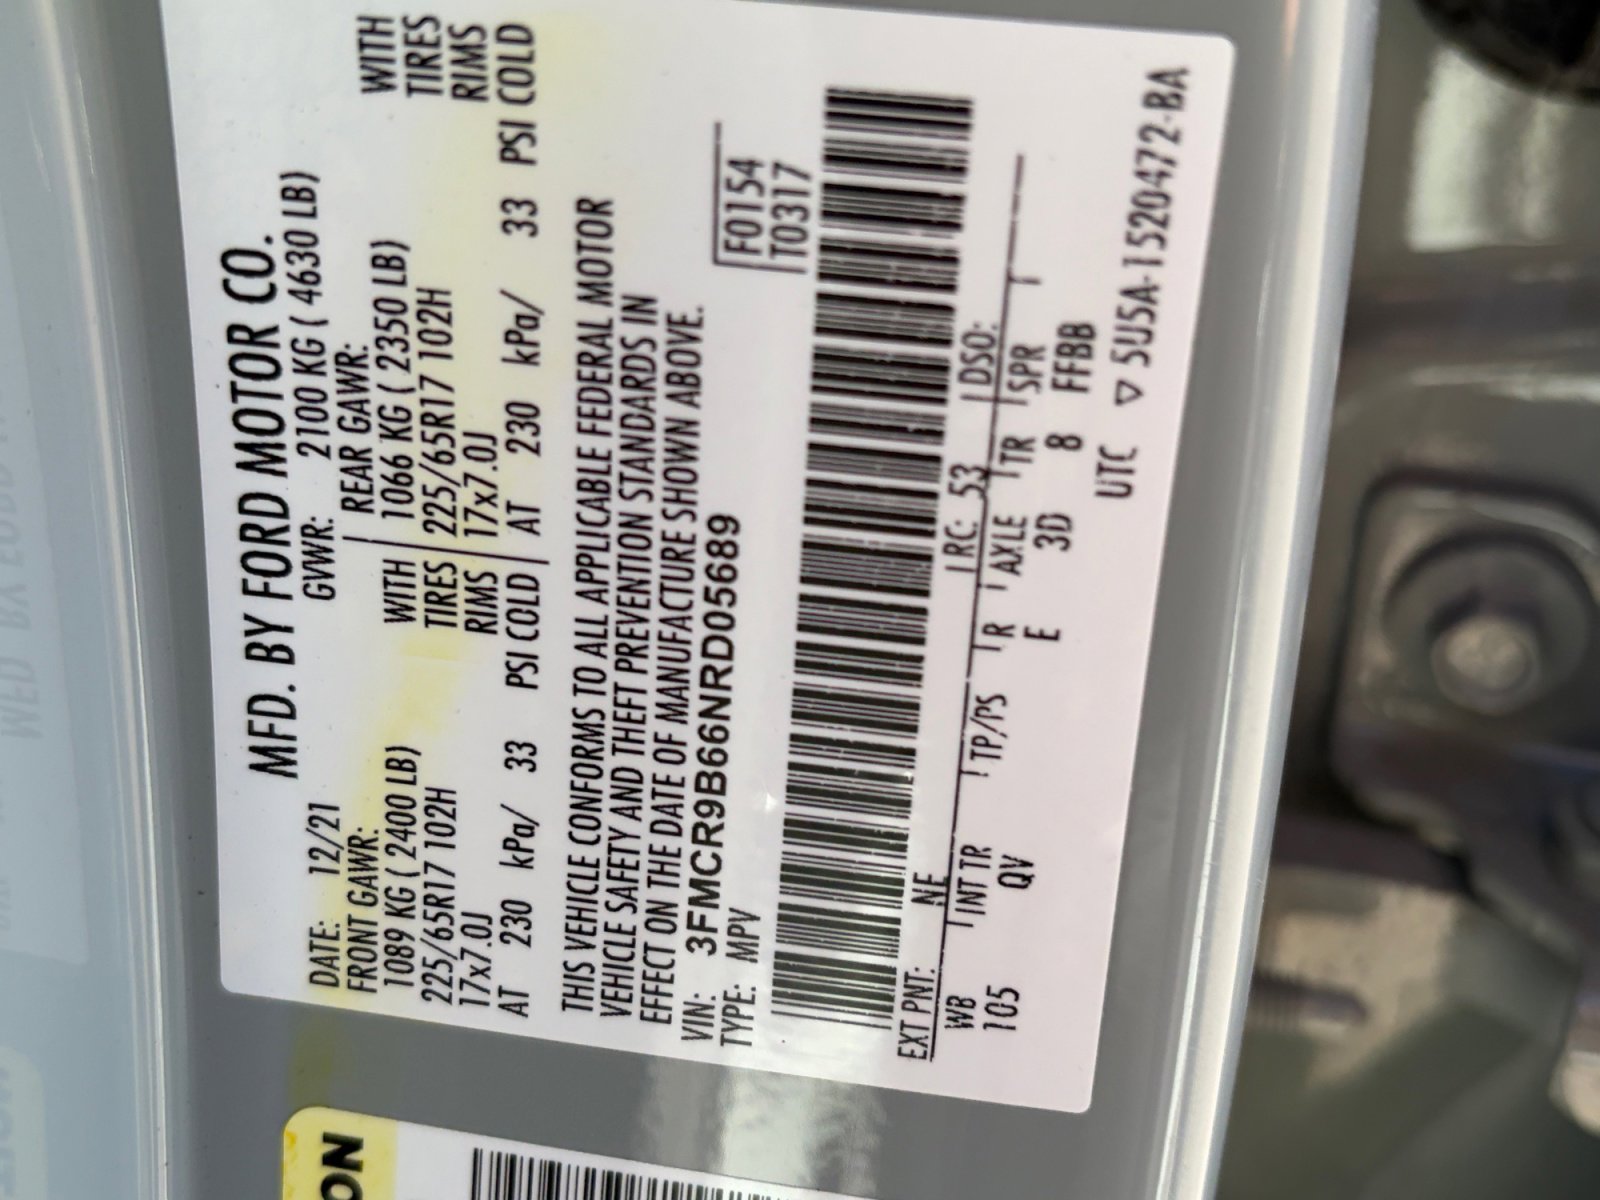 MFD. BY FORD MOTOR CO.
DATE: 12/21 GVWR: 2100 KG ( 4630 LB)
FRONT GAWR: REAR GAWR:
1089 KG ( 2400 LB) WITH 1066 KG ( 2350 LB) WITH
225/65R17 102H TIRES 225/65R17 102H TIRES
17x7.0J RIMS 17x7.0J RIMS
AT 230 kPa/ 33 PSI COLD AT 230 kPa/ 33 PSI COLD
THIS VEHICLE CONFORMS TO ALL APPLICABLE FEDERAL MOTOR
VEHICLE SAFETY AND THEFT PREVENTION STANDARDS IN
EFFECT ON THE DATE OF MANUFACTURE SHOWN ABOVE.
VIN: 3FMCR9B66NRD05689 F0154
TYPE: MPV T0317
EXT PNT: NE RC: 53 DSO:
WB INT TR TP/PS R AXLE TR SPR
105 QV E 3D 8 FFBB
UTC ▽ 5U5A-1520472-BA
ON